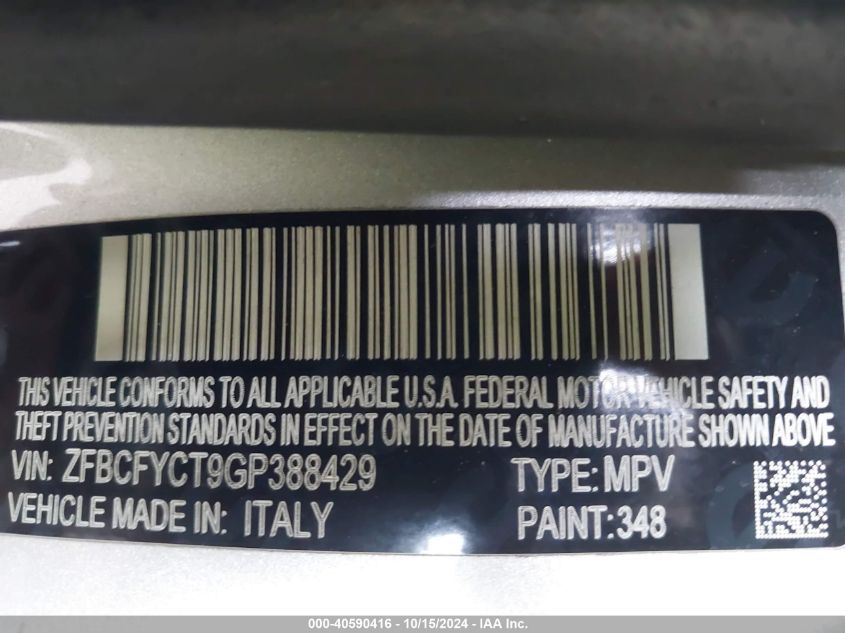 THIS VEHICLE CONFORMS TO ALL APPLICABLE U.S.A. FEDERAL MOTOR VEHICLE SAFETY AND
THEFT PREVENTION STANDARDS IN EFFECT ON THE DATE OF MANUFACTURE SHOWN ABOVE
VIN: ZFBCFYCT9GP388429 TYPE: MPV
VEHICLE MADE IN: ITALY PAINT:348
000-40590416 - 10/15/2024 - IAA Inc.